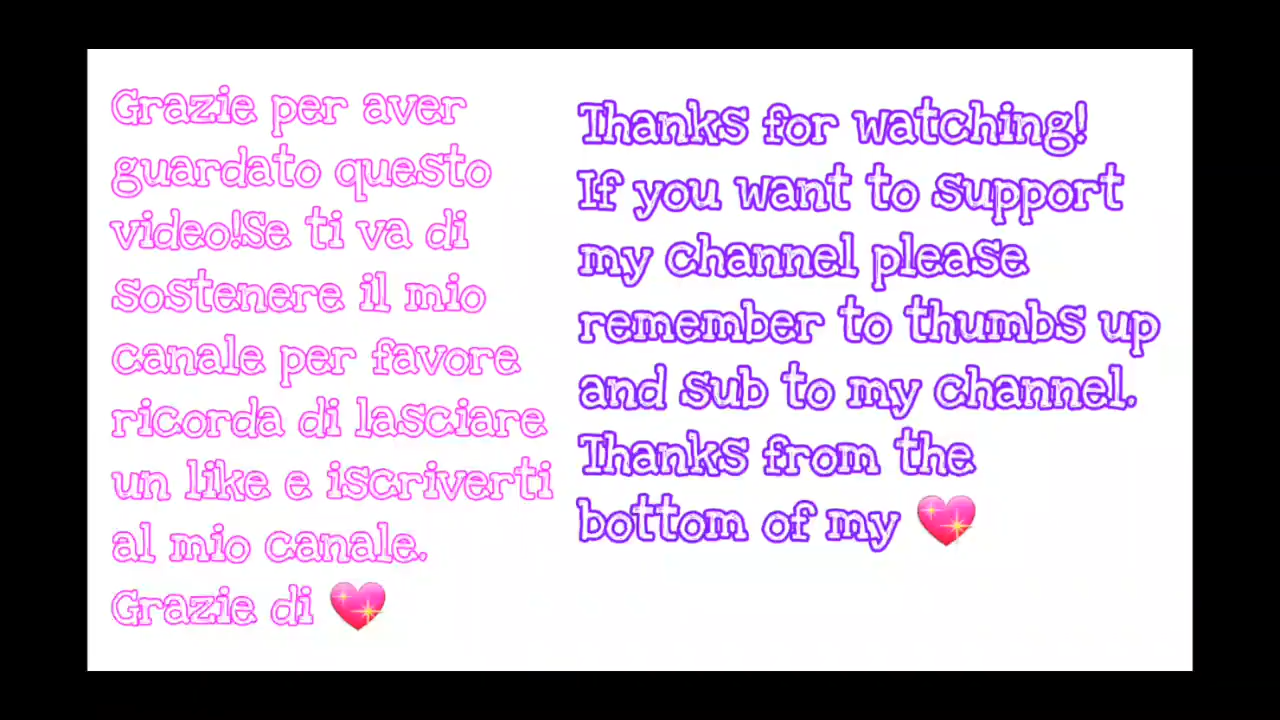 Grazie per aver
guardato questo
video!Se ti va di
sostenere il mio
canale per favore
ricorda di lasciare
un like e iscriverti
al mio canale.
Grazie di 💖
Thanks for watching!
If you want to support
my channel please
remember to thumbs up
and sub to my channel.
Thanks from the
bottom of my 💖